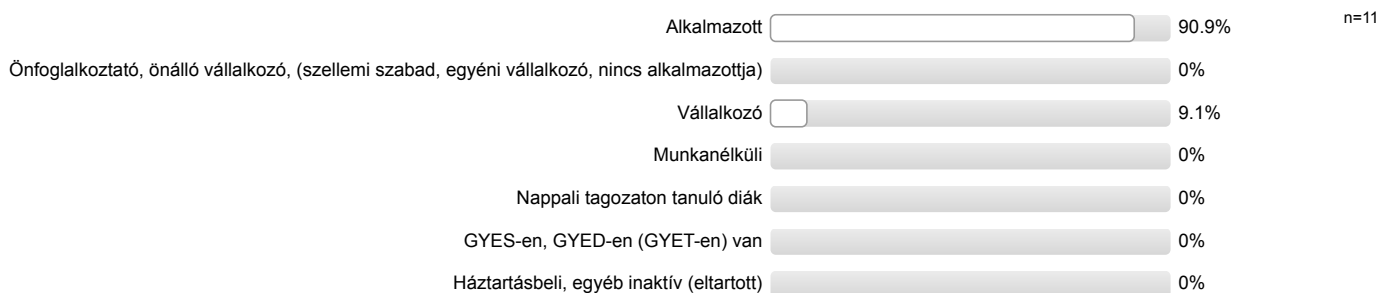 Alkalmazott 90.9% n=11
Önfoglalkoztató, önálló vállalkozó, (szellemi szabad, egyéni vállalkozó, nincs alkalmazottja) 0%
Vállalkozó 9.1%
Munkanélküli 0%
Nappali tagozaton tanuló diák 0%
GYES-en, GYED-en (GYET-en) van 0%
Háztartásbeli, egyéb inaktív (eltartott) 0%